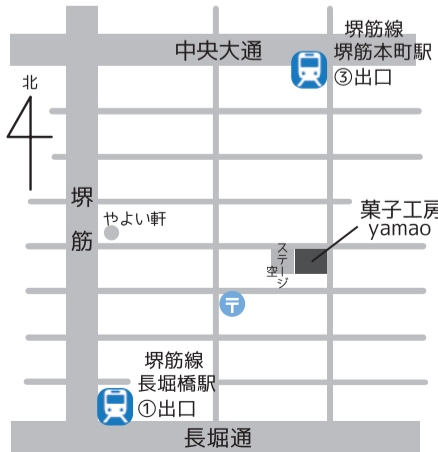 堺筋線
中央大通
堺筋本町駅
③出口
北
堺筋
やよい軒
菓子工房
yamao
ステージ
空
〒
堺筋線
長堀橋駅
①出口
長堀通